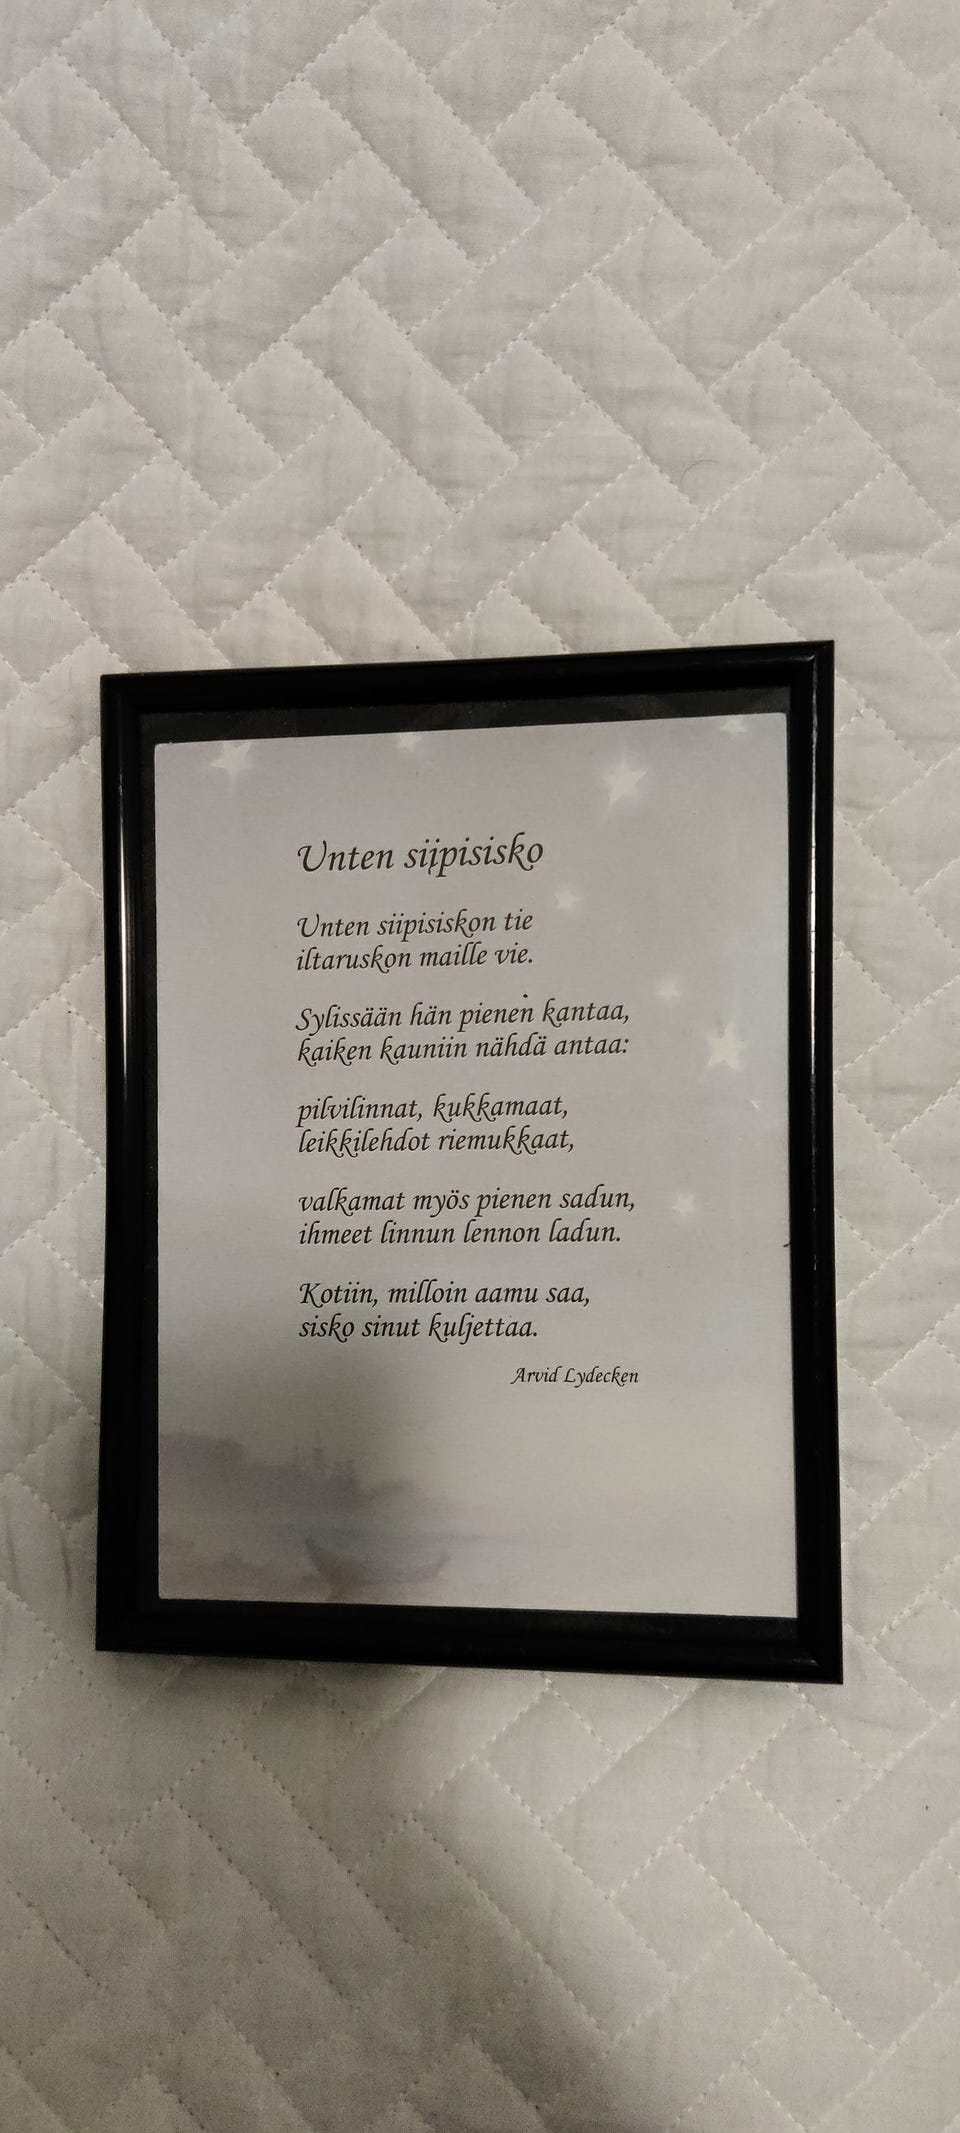 Unten siipisisko
Unten siipisiskon tie
iltaruskon maille vie.
Sylissään hän pienen kantaa,
kaiken kauniin nähdä antaa:
pilvilinnat, kukkamaat,
leikkilehdot riemukkaat,
valkamat myös pienen sadun,
ihmeet linnun lennon ladun.
Kotiin, milloin aamu saa,
sisko sinut kuljettaa.
Arvid Lydecken